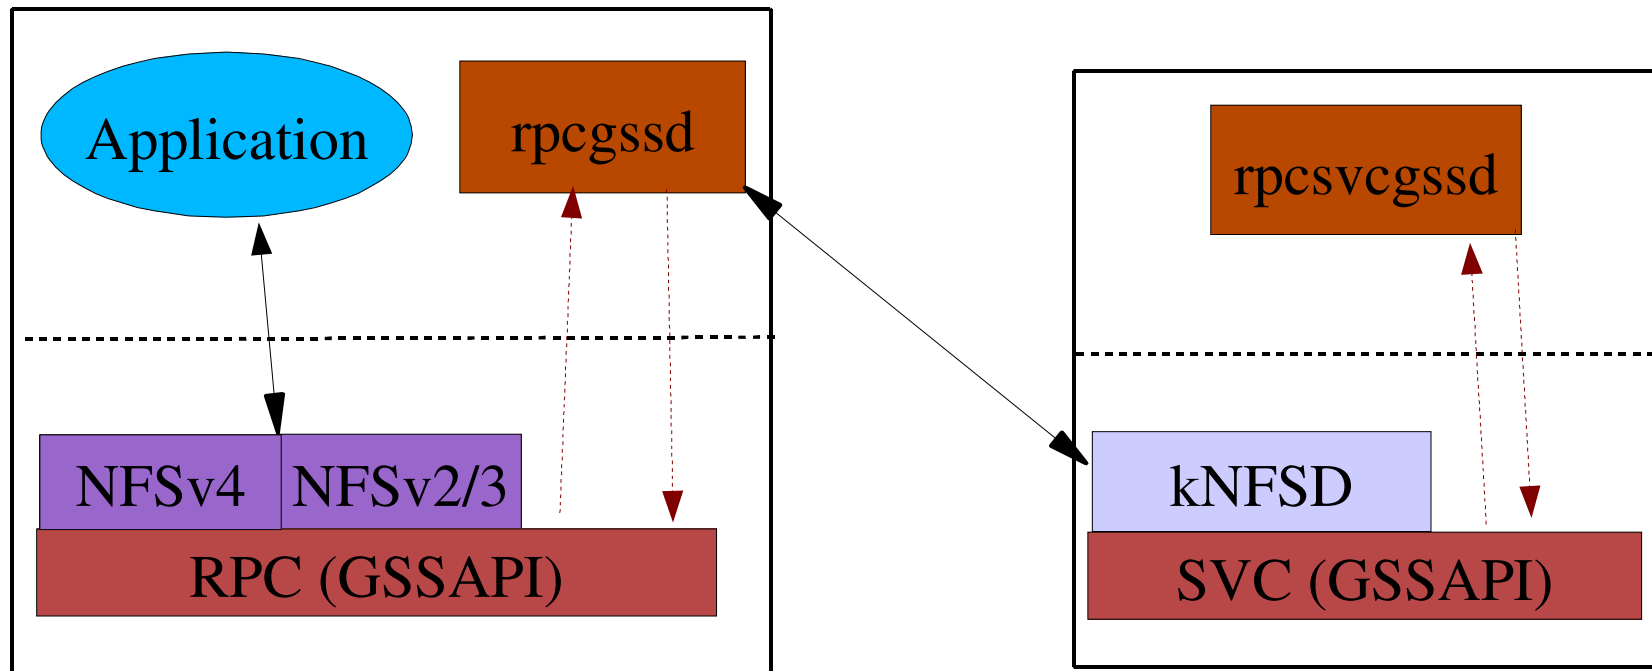 Application
rpcgssd
rpcsvcgssd
NFSv4
NFSv2/3
RPC (GSSAPI)
kNFSD
SVC (GSSAPI)